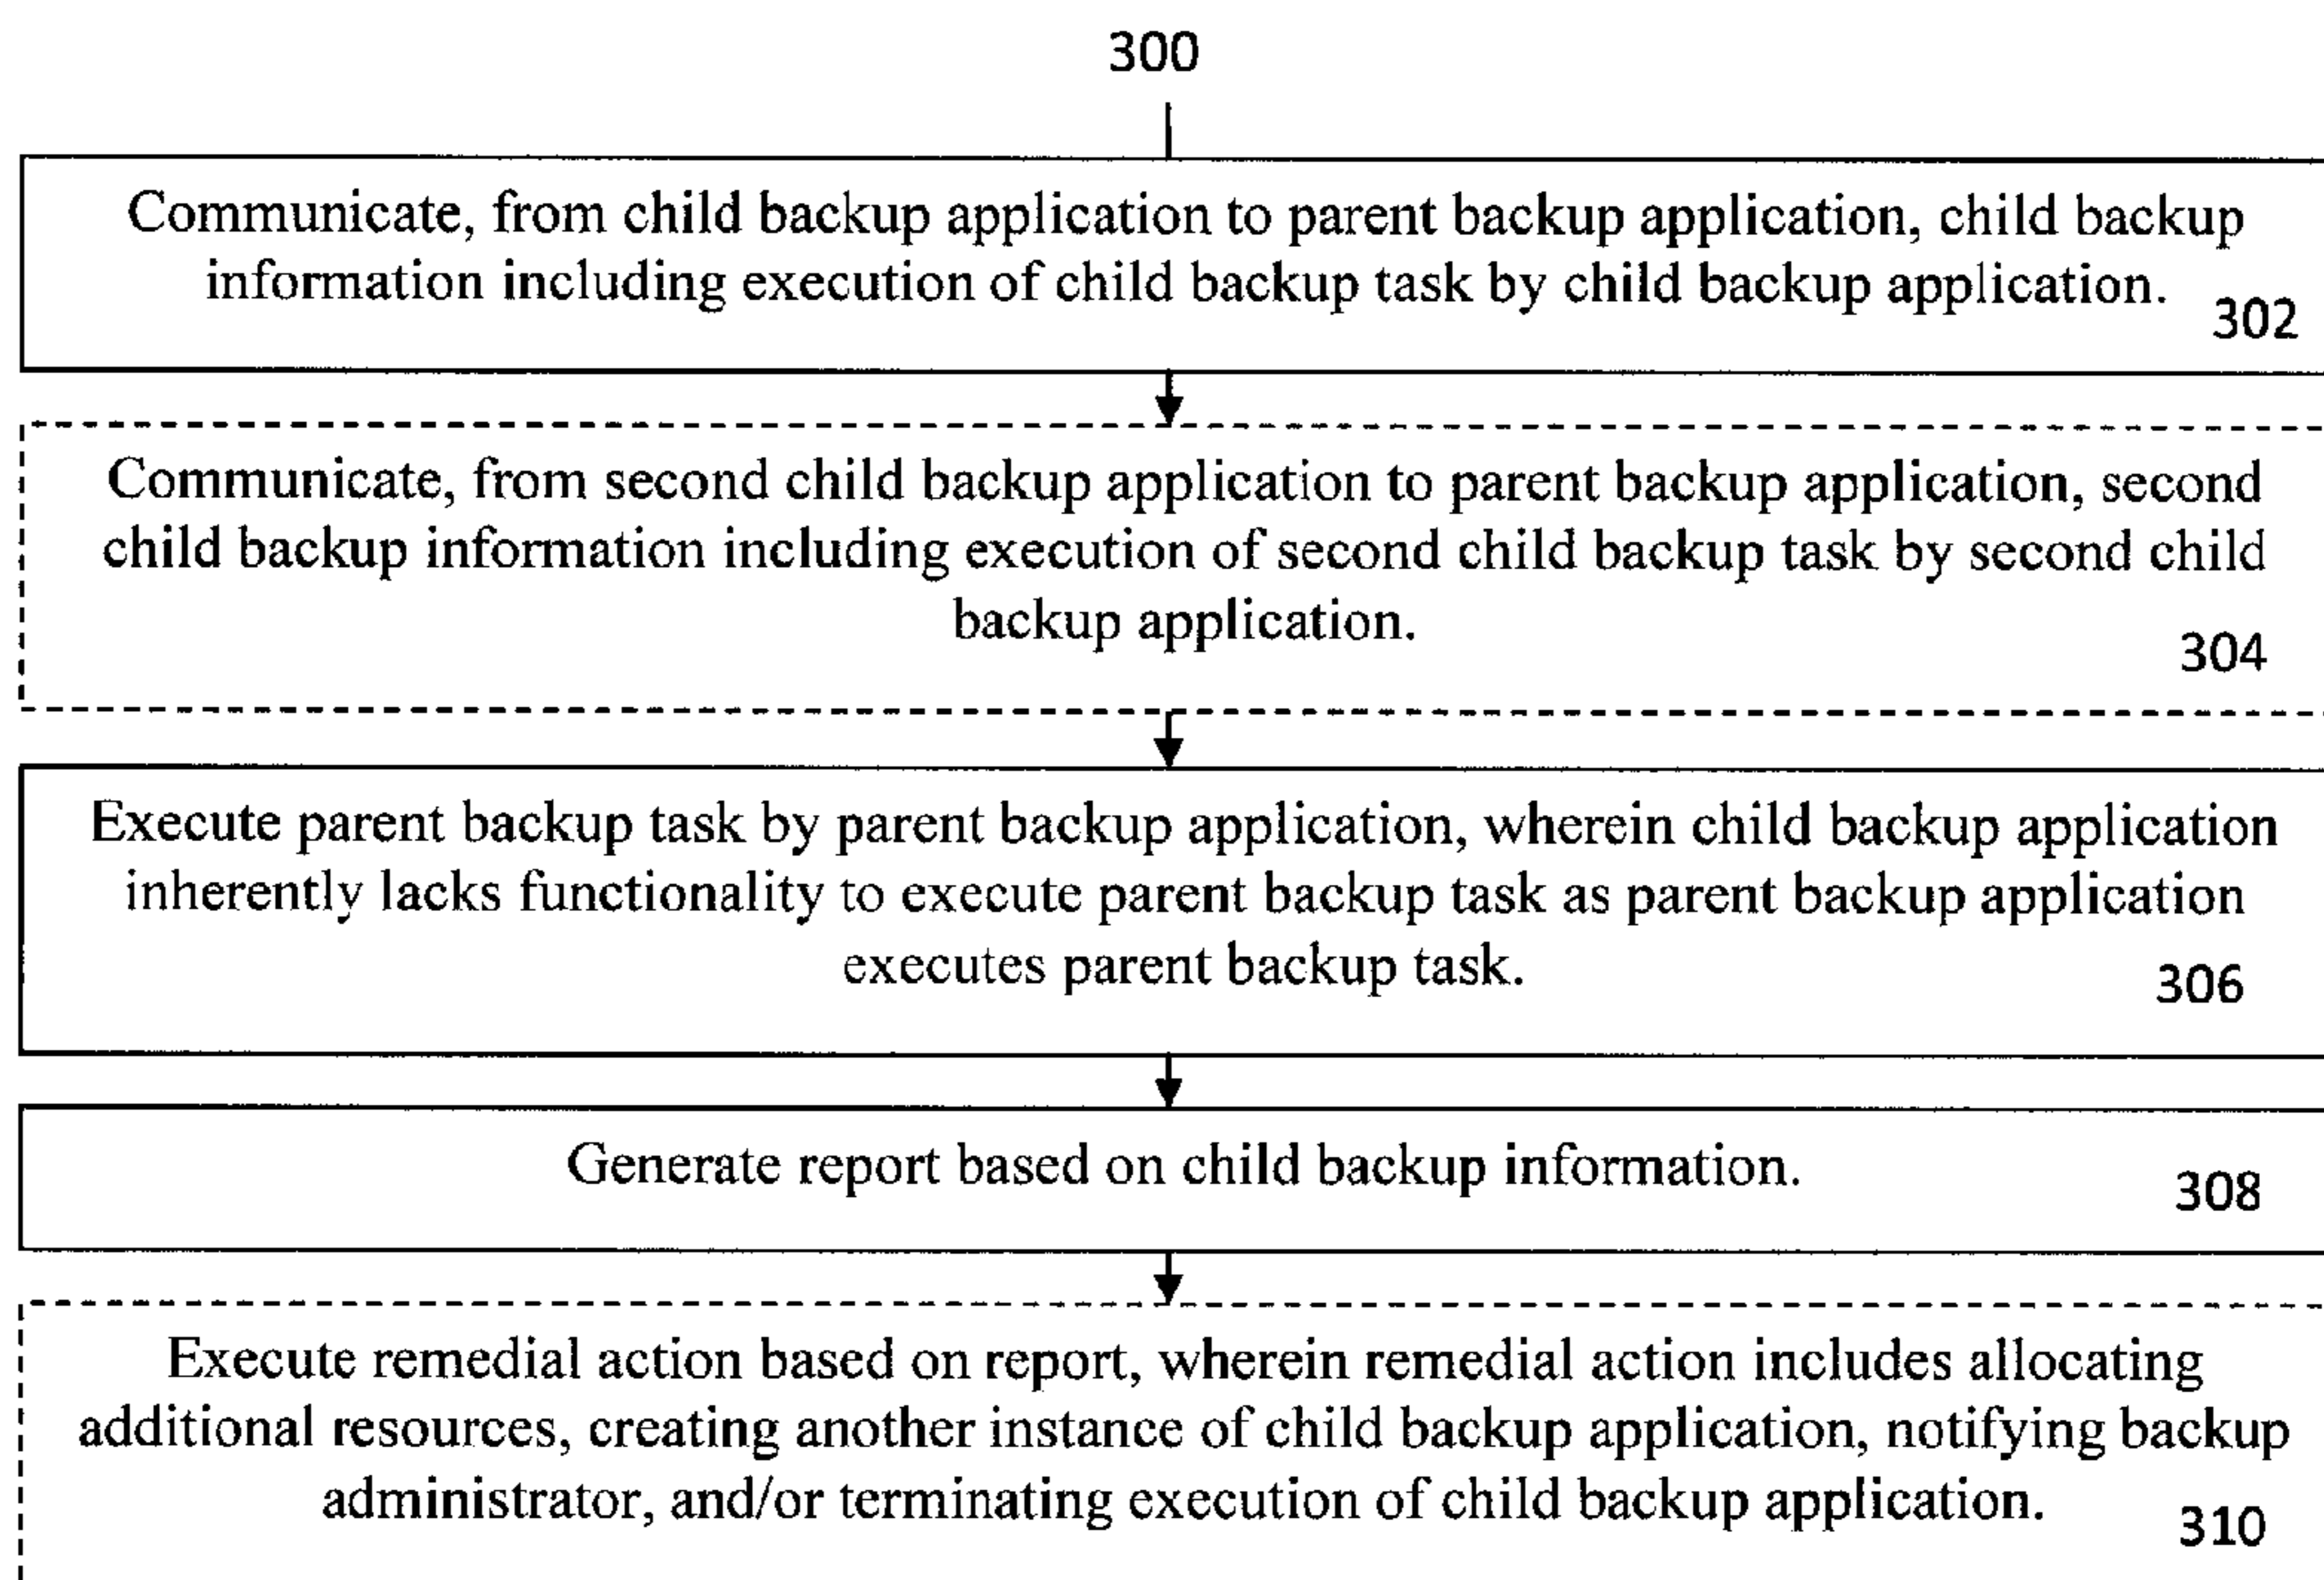 300
Communicate, from child backup application to parent backup application, child backup
information including execution of child backup task by child backup application.
302
Communicate, from second child backup application to parent backup application, second
child backup information including execution of second child backup task by second child
backup application.
304
Execute parent backup task by parent backup application, wherein child backup application
inherently lacks functionality to execute parent backup task as parent backup application
executes parent backup task.
306
Generate report based on child backup information.
308
Execute remedial action based on report, wherein remedial action includes allocating
additional resources, creating another instance of child backup application, notifying backup
administrator, and/or terminating execution of child backup application.
310